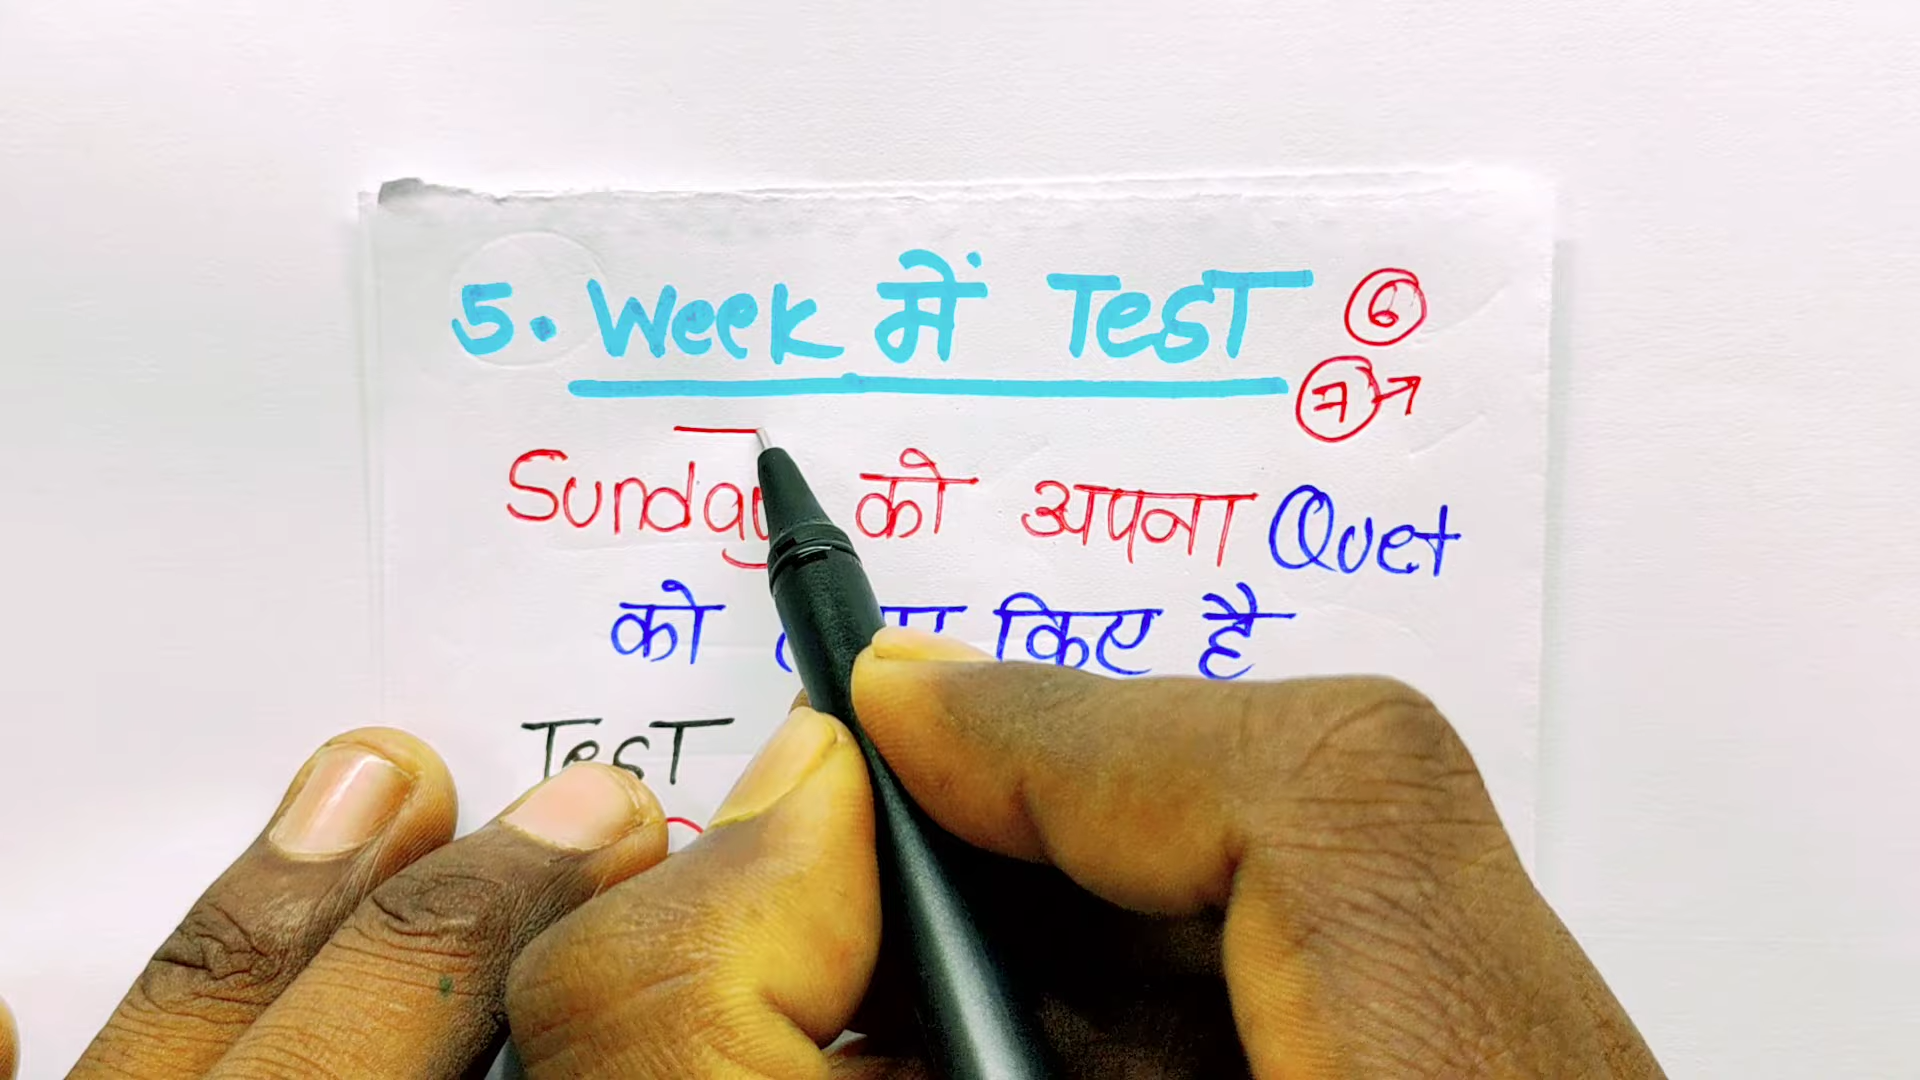 5. Week में Test 6
7→
Sunday को अपना Quet
को किए है
Test